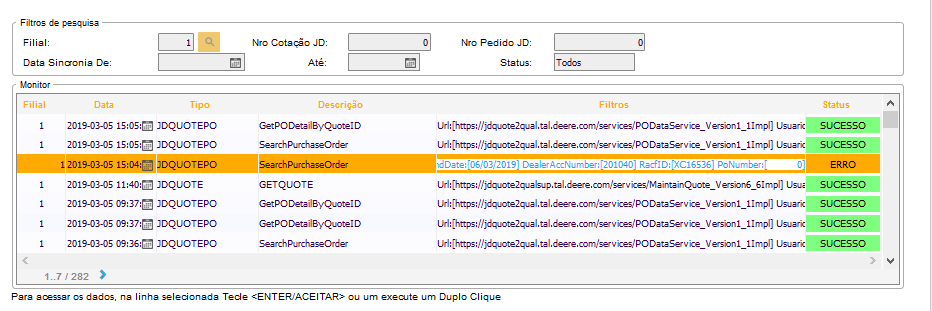 Filtros de pesquisa
Filial: 1 Nro Cotação JD: 0 Nro Pedido JD: 0
Data Sincronia De: Até: Status: Todos
Monitor
Filial Data Tipo Descrição Filtros Status
1 2019-03-05 15:05: JDQUOTEPO GetPODetailByQuoteID Url:[https://jdquote2qual.tal.deere.com/services/PODataService_Version1_1Impl] Usuario SUCESSO
1 2019-03-05 15:05: JDQUOTEPO SearchPurchaseOrder Url:[https://jdquote2qual.tal.deere.com/services/PODataService_Version1_1Impl] Usuario SUCESSO
1 2019-03-05 15:04: JDQUOTEPO SearchPurchaseOrder ndDate:[06/03/2019] DealerAccNumber:[201040] RacfID:[XC16536] PoNumber:[ 0] ERRO
1 2019-03-05 11:40: JDQUOTE GETQUOTE Url:[https://jdquote2qualsup.tal.deere.com/services/MaintainQuote_Version6_6Impl] Usua SUCESSO
1 2019-03-05 09:37: JDQUOTEPO GetPODetailByQuoteID Url:[https://jdquote2qual.tal.deere.com/services/PODataService_Version1_1Impl] Usuario SUCESSO
1 2019-03-05 09:37: JDQUOTEPO GetPODetailByQuoteID Url:[https://jdquote2qual.tal.deere.com/services/PODataService_Version1_1Impl] Usuario SUCESSO
1 2019-03-05 09:36: JDQUOTEPO SearchPurchaseOrder Url:[https://jdquote2qual.tal.deere.com/services/PODataService_Version1_1Impl] Usuario SUCESSO
1..7 / 282
Para acessar os dados, na linha selecionada Tecle <ENTER/ACEITAR> ou um execute um Duplo Clique